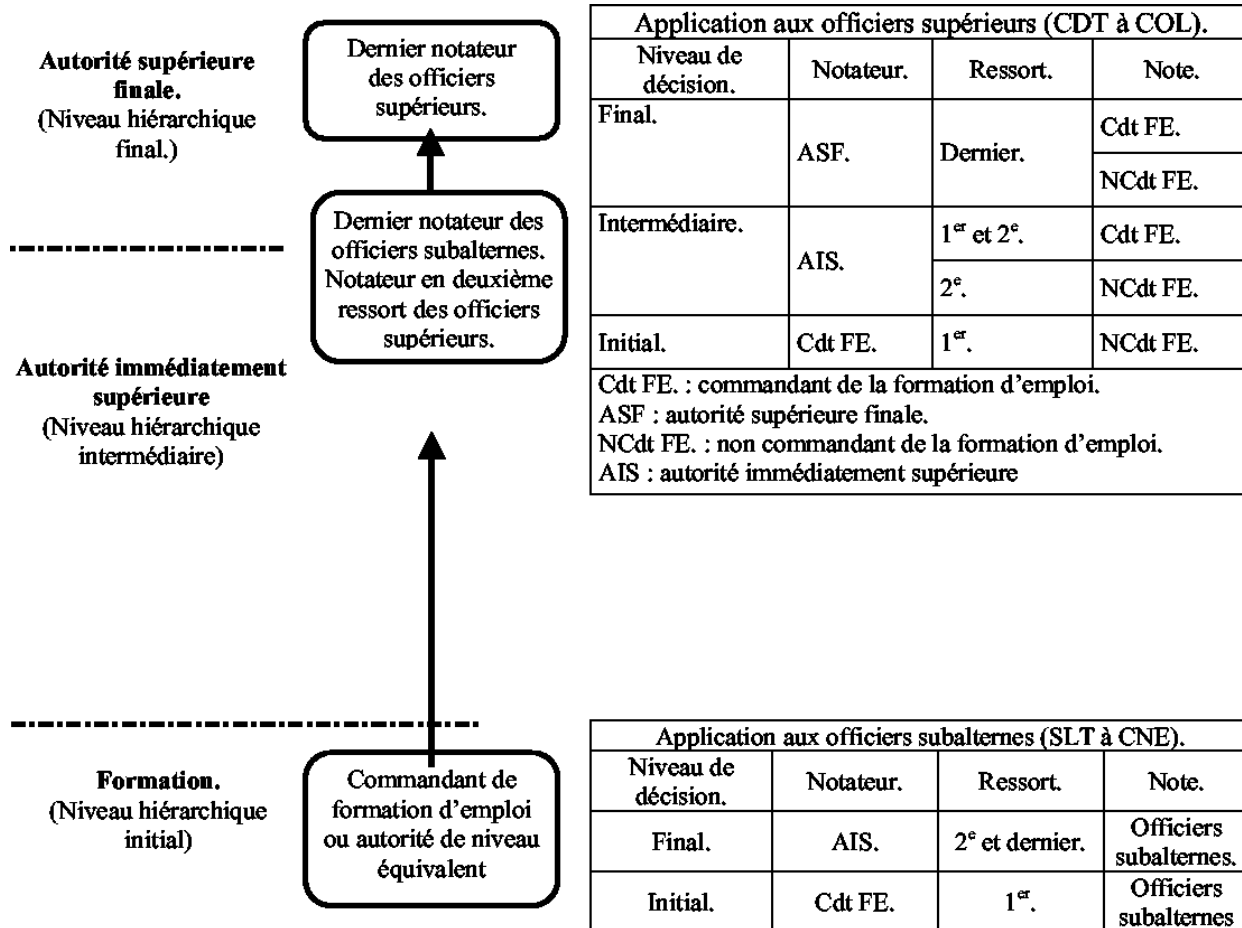 Autorité supérieure
finale.
(Niveau hiérarchique
final.)
Dernier notateur
des officiers
supérieurs.
Dernier notateur des
officiers subalternes.
Notateur en deuxième
ressort des officiers
supérieurs.
Autorité immédiatement
supérieure
(Niveau hiérarchique
intermédiaire)
Formation.
(Niveau hiérarchique
initial)
Commandant de
formation d'emploi
ou autorité de niveau
équivalent
Application aux officiers supérieurs (CDT à COL).
Niveau de
décision.
Notateur.
Ressort.
Note.
Final.
ASF.
Dernier.
Cdt FE.
NCdt FE.
Intermédiaire.
AIS.
1er et 2e.
Cdt FE.
2e.
NCdt FE.
Initial.
Cdt FE.
1er.
NCdt FE.
Cdt FE. : commandant de la formation d'emploi.
ASF : autorité supérieure finale.
NCdt FE. : non commandant de la formation d'emploi.
AIS : autorité immédiatement supérieure
Application aux officiers subalternes (SLT à CNE).
Niveau de
décision.
Notateur.
Ressort.
Note.
Final.
AIS.
2e et dernier.
Officiers
subalternes.
Initial.
Cdt FE.
1er.
Officiers
subalternes